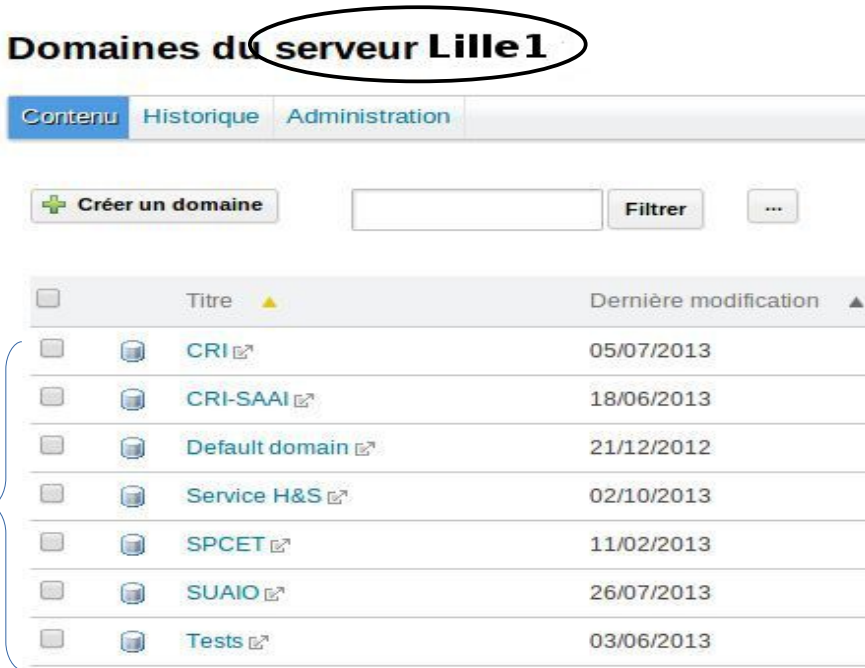 Domaines du serveur Lille1
Contenu Historique Administration
Créer un domaine Filtrer ...
Titre Dernière modification
CRI 05/07/2013
CRI-SAAI 18/06/2013
Default domain 21/12/2012
Service H&S 02/10/2013
SPCET 11/02/2013
SUAIO 26/07/2013
Tests 03/06/2013